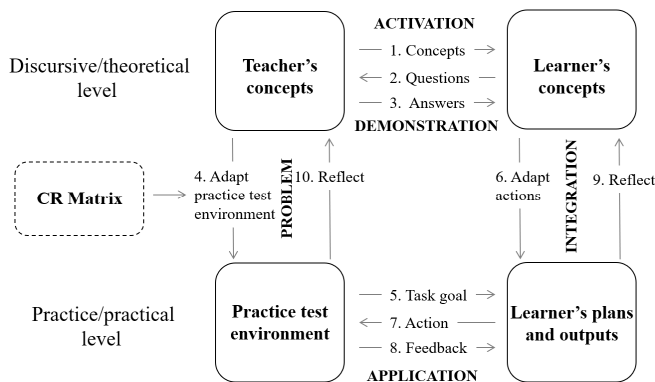 ACTIVATION
Discursive/theoretical
level
Teacher's
concepts
1. Concepts
2. Questions
3. Answers
DEMONSTRATION
Learner's
concepts
CR Matrix
4. Adapt
practice test
environment
PROBLEM
10. Reflect
6. Adapt
actions
INTEGRATION
9. Reflect
Practice/practical
level
Practice test
environment
5. Task goal
7. Action
8. Feedback
APPLICATION
Learner's plans
and outputs